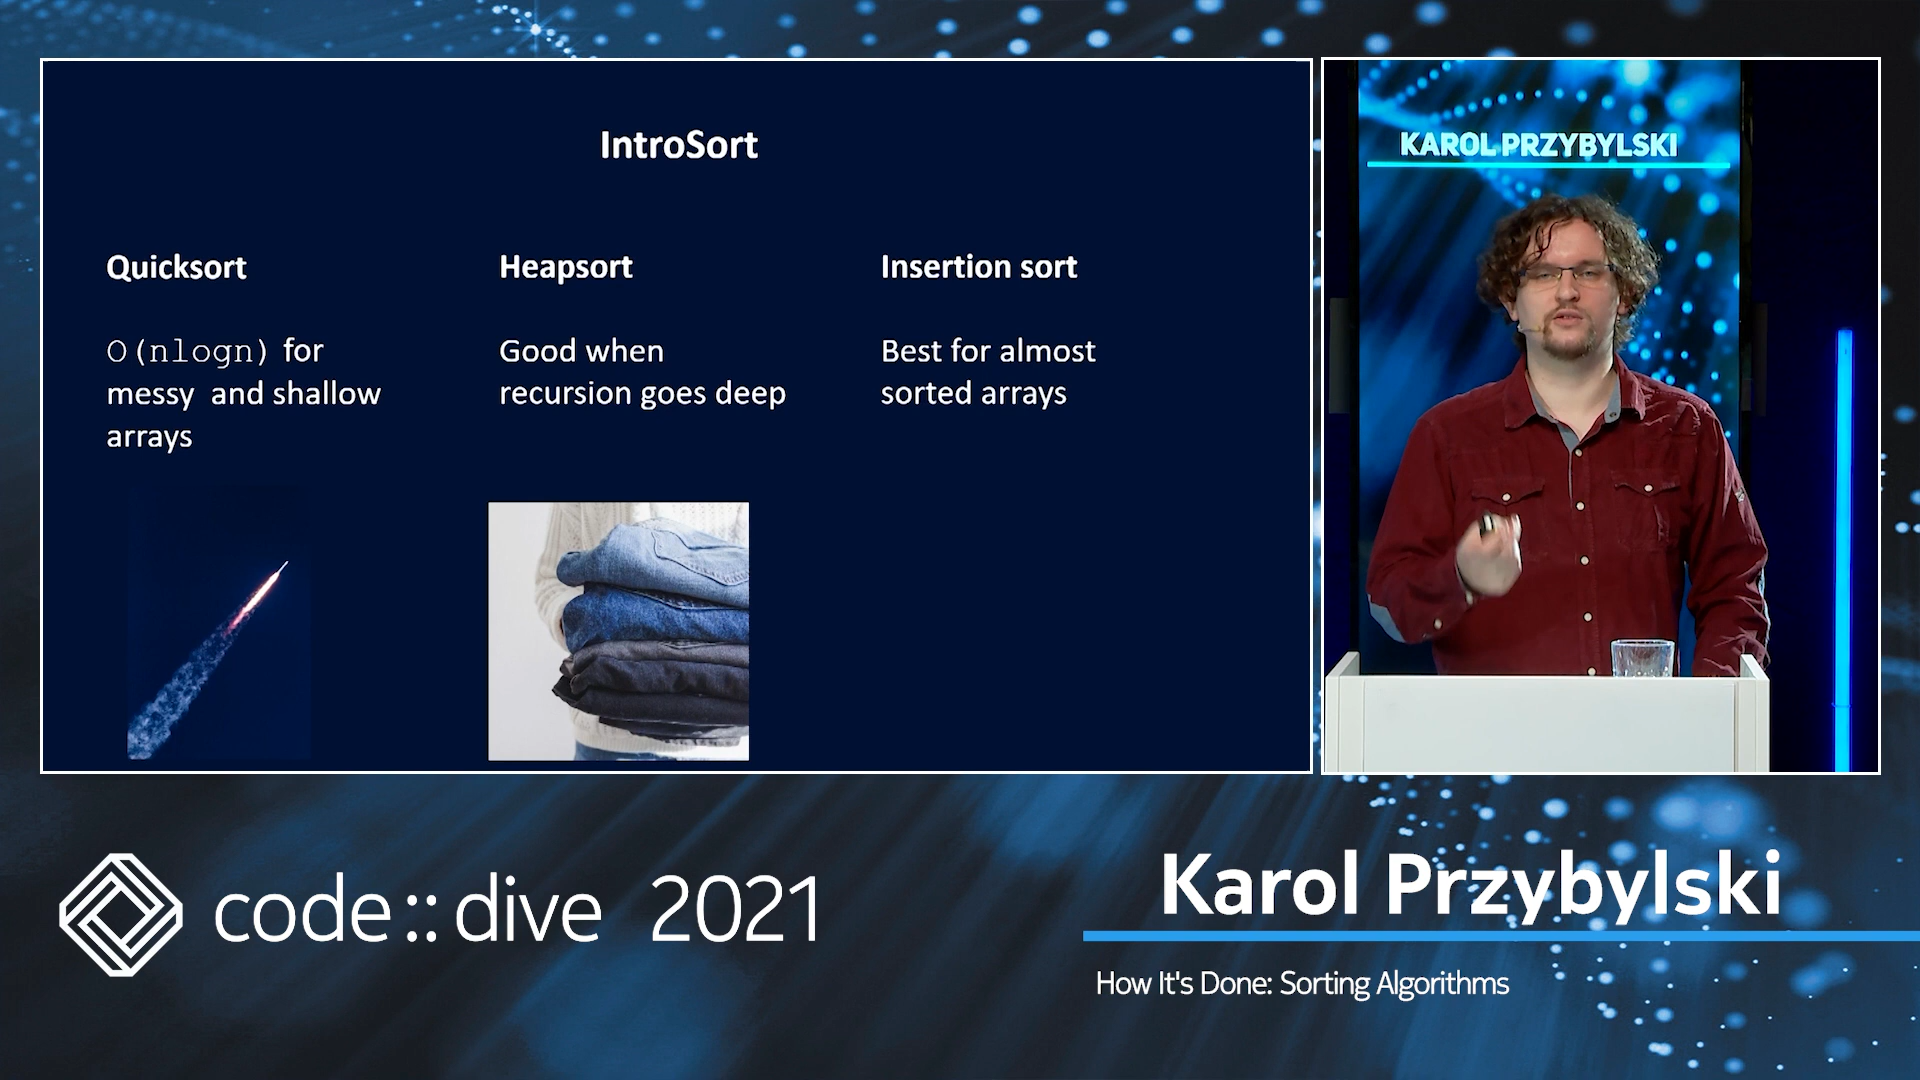 IntroSort
Quicksort
O(nlogn) for
messy and shallow
arrays
Heapsort
Good when
recursion goes deep
Insertion sort
Best for almost
sorted arrays
KAROL PRZYBYLSKI
code::dive 2021
Karol Przybylski
How It's Done: Sorting Algorithms